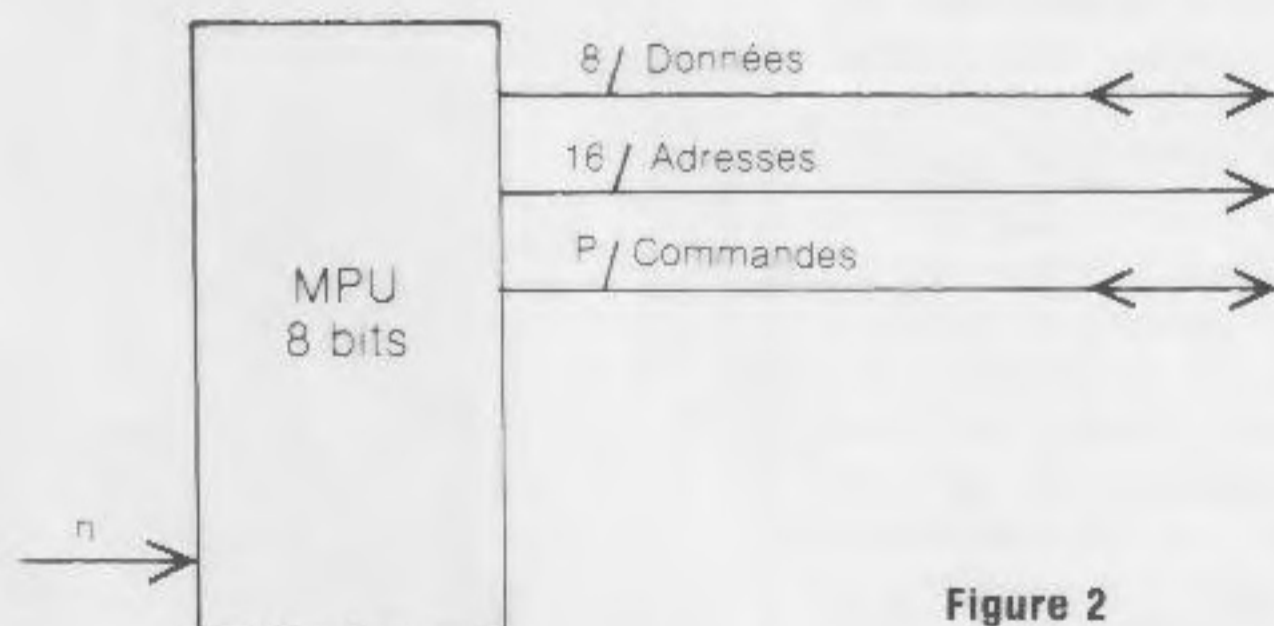 8/ Données
16/ Adresses
P/ Commandes
MPU
8 bits
η
Figure 2